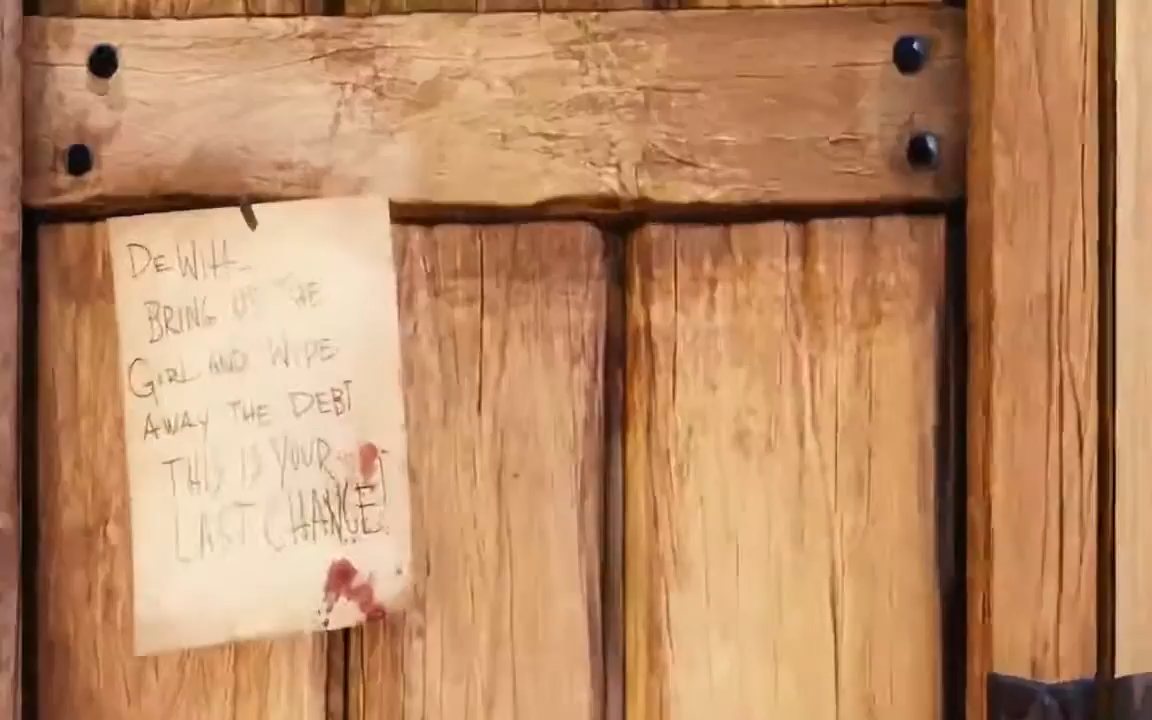 DEWITT
BRING US THE
GIRL AND WIPE
AWAY THE DEBT
THIS IS YOUR
LAST CHANCE!